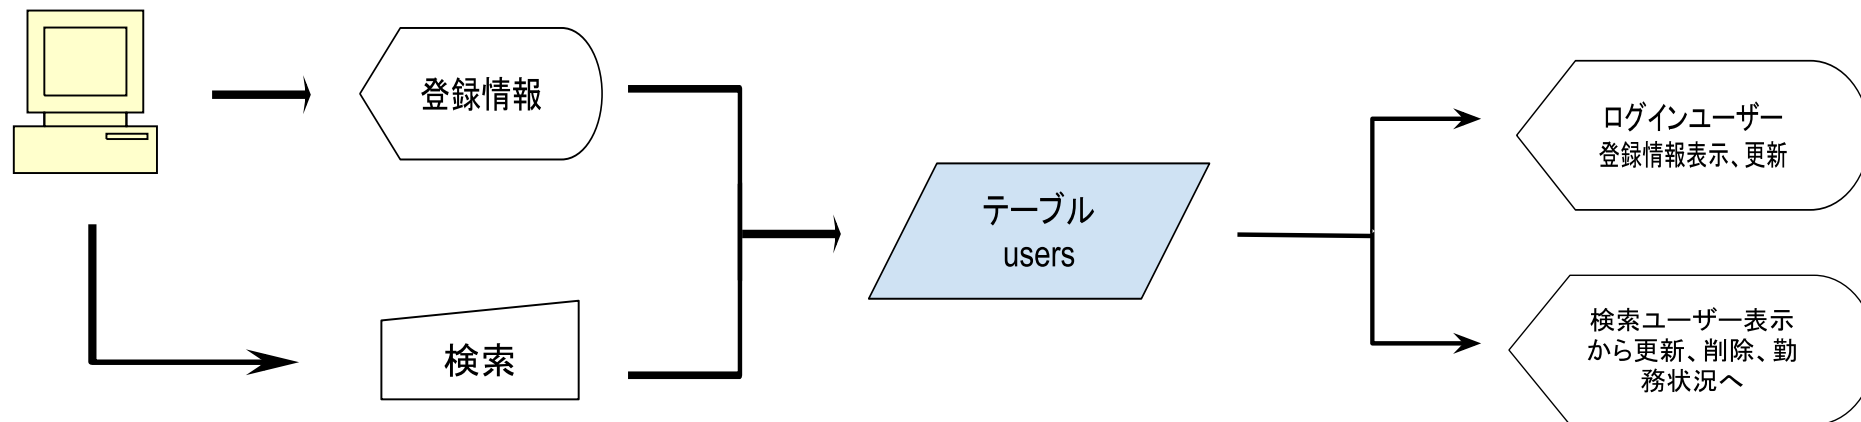 登録情報
検索
テーブル
users
ログインユーザー
登録情報表示、更新
検索ユーザー表示
から更新、削除、勤
務状況へ